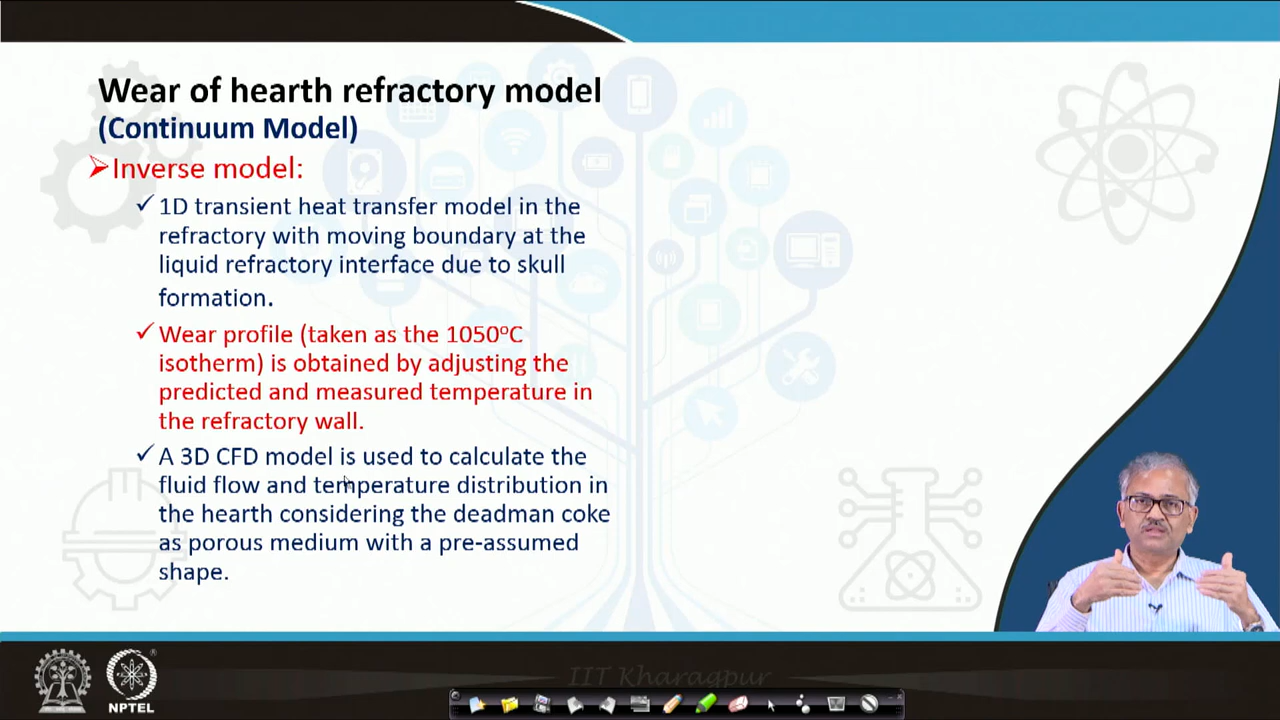 Wear of hearth refractory model
(Continuum Model)
Inverse model:
1D transient heat transfer model in the
refractory with moving boundary at the
liquid refractory interface due to skull
formation.
Wear profile (taken as the 1050°C
isotherm) is obtained by adjusting the
predicted and measured temperature in
the refractory wall.
A 3D CFD model is used to calculate the
fluid flow and temperature distribution in
the hearth considering the deadman coke
as porous medium with a pre-assumed
shape.
IIT Kharagpur
NPTEL